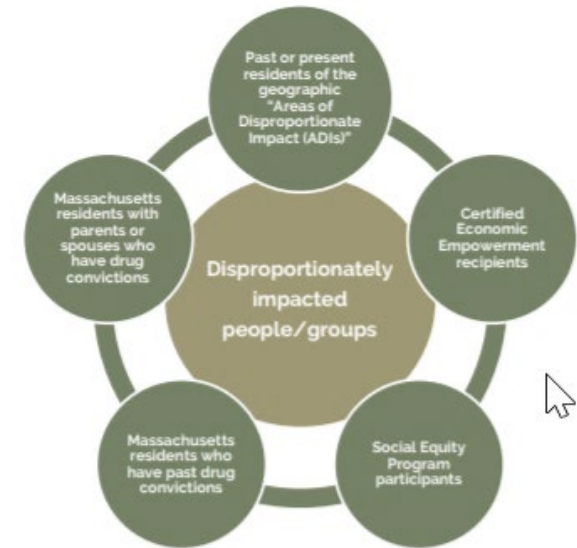 Past or present
residents of the
geographic
"Areas of
Disproportionate
Impact (ADIs)"
Certified
Economic
Empowerment
recipients
Social Equity
Program
participants
Massachusetts
residents who
have past drug
convictions
Massachusetts
residents with
parents or
spouses who
have drug
convictions
Disproportionately
impacted
people/groups